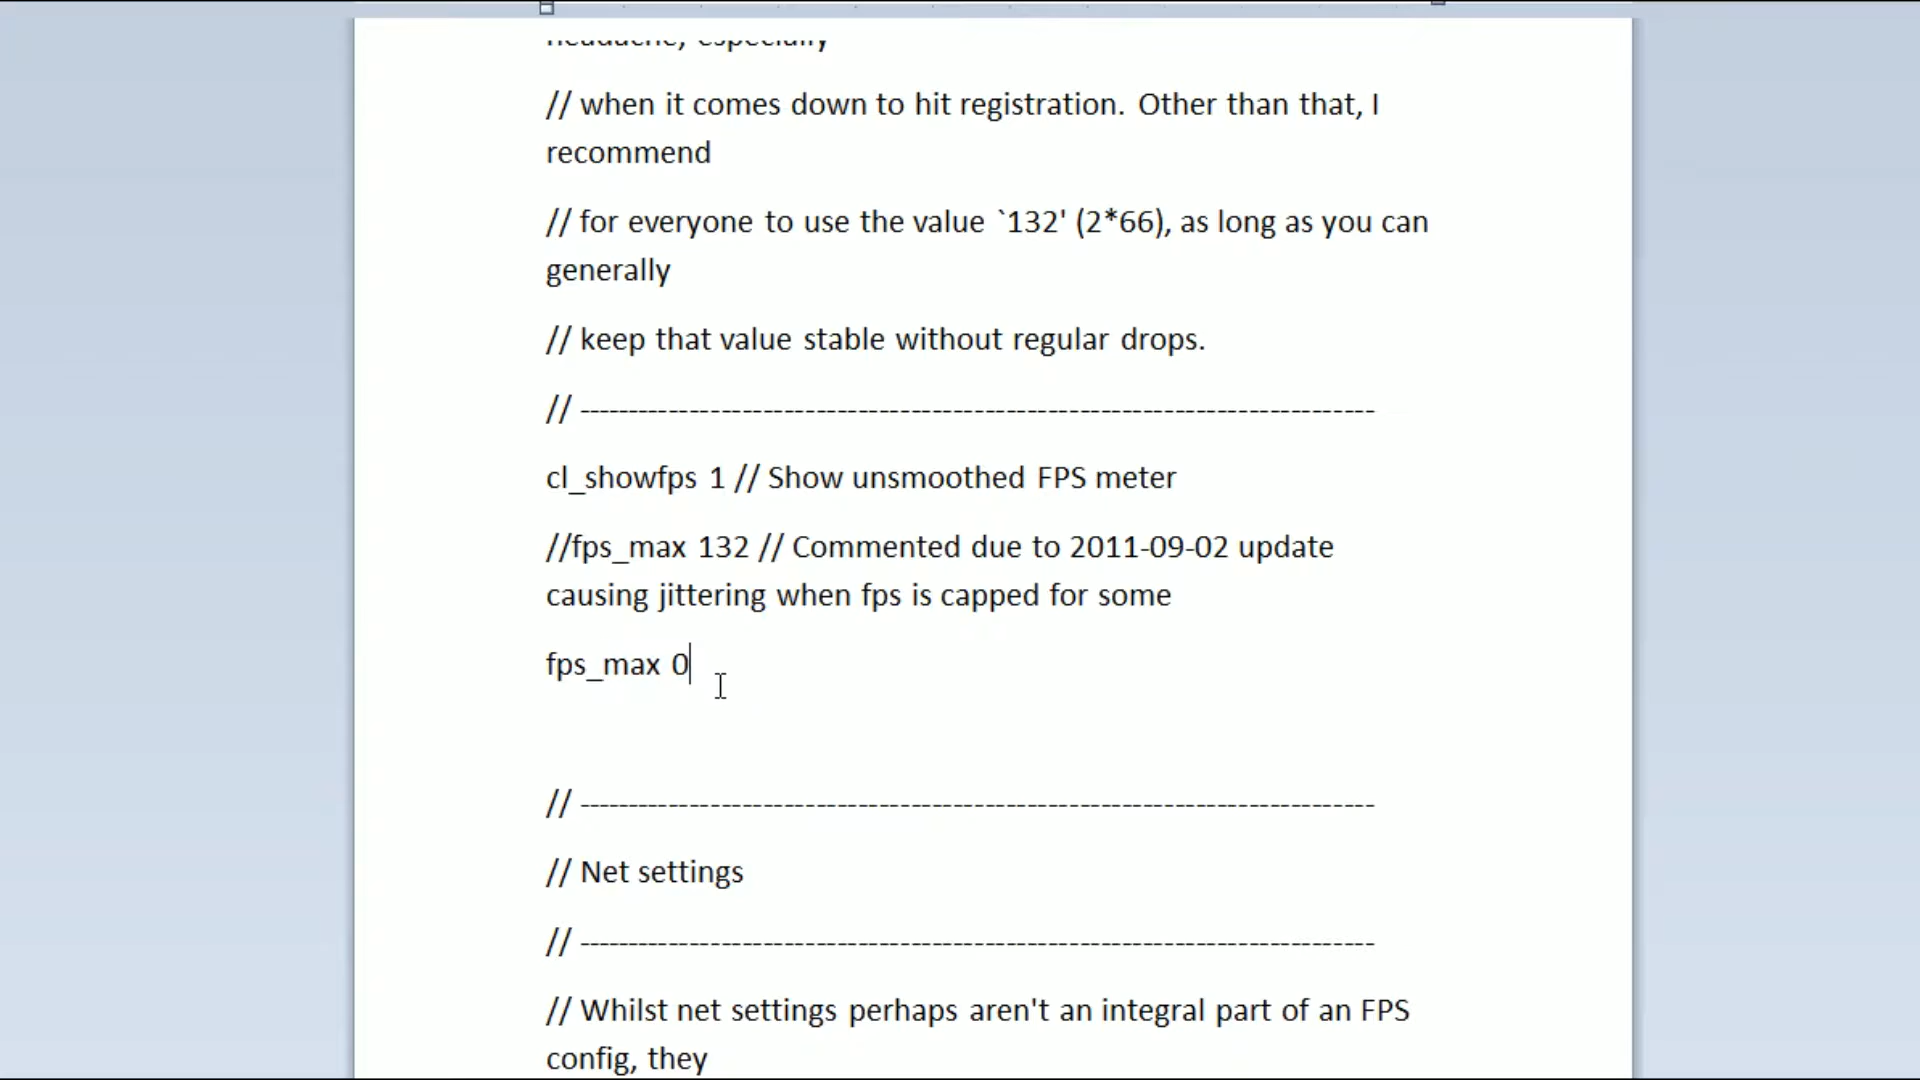 headache, especially
// when it comes down to hit registration. Other than that, I
recommend
// for everyone to use the value `132' (2*66), as long as you can
generally
// keep that value stable without regular drops.
// --------------------------------------------------------------------------
cl_showfps 1 // Show unsmoothed FPS meter
//fps_max 132 // Commented due to 2011-09-02 update
causing jittering when fps is capped for some
fps_max 0
// --------------------------------------------------------------------------
// Net settings
// --------------------------------------------------------------------------
// Whilst net settings perhaps aren't an integral part of an FPS
config, they